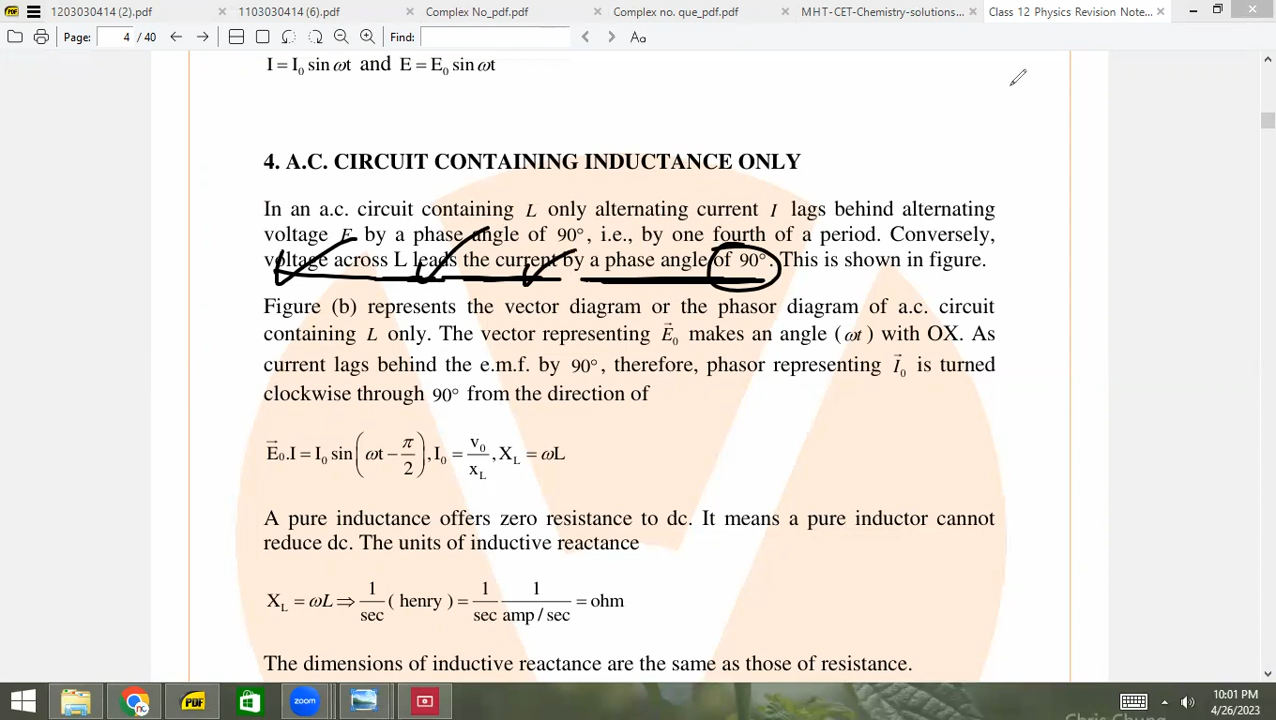 1203030414 (2).pdf × 1103030414 (6).pdf × Complex No_pdf.pdf × Complex no. que_pdf.pdf × MHT-CET-Chemistry-solutions... × Class 12 Physics Revision Note... ×
Page: 4 / 40 Find: Aa
I = I₀ sin ωt and E = E₀ sin ωt
4. A.C. CIRCUIT CONTAINING INDUCTANCE ONLY
In an a.c. circuit containing L only alternating current I lags behind alternating
voltage E by a phase angle of 90°, i.e., by one fourth of a period. Conversely,
voltage across L leads the current by a phase angle of 90°. This is shown in figure.
Figure (b) represents the vector diagram or the phasor diagram of a.c. circuit
containing L only. The vector representing E⃗₀ makes an angle (ωt) with OX. As
current lags behind the e.m.f. by 90°, therefore, phasor representing I⃗₀ is turned
clockwise through 90° from the direction of
E⃗₀.I = I₀ sin(ωt − π/2), I₀ = v₀/x_L, X_L = ωL
A pure inductance offers zero resistance to dc. It means a pure inductor cannot
reduce dc. The units of inductive reactance
X_L = ωL ⇒ 1/sec ( henry ) = 1/sec 1/amp / sec = ohm
The dimensions of inductive reactance are the same as those of resistance.
PDF zoom
10:01 PM
4/26/2023